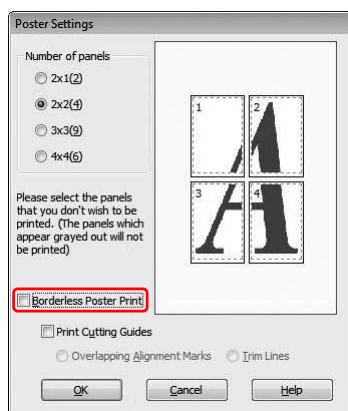 Poster Settings
Number of panels
2x1(2)
2x2(4)
3x3(9)
4x4(6)
1
2
3
4
A
Please select the panels
that you don't wish to be
printed. (The panels which
appear grayed out will not
be printed)
Borderless Poster Print
Print Cutting Guides
Overlapping Alignment Marks
Trim Lines
OK
Cancel
Help